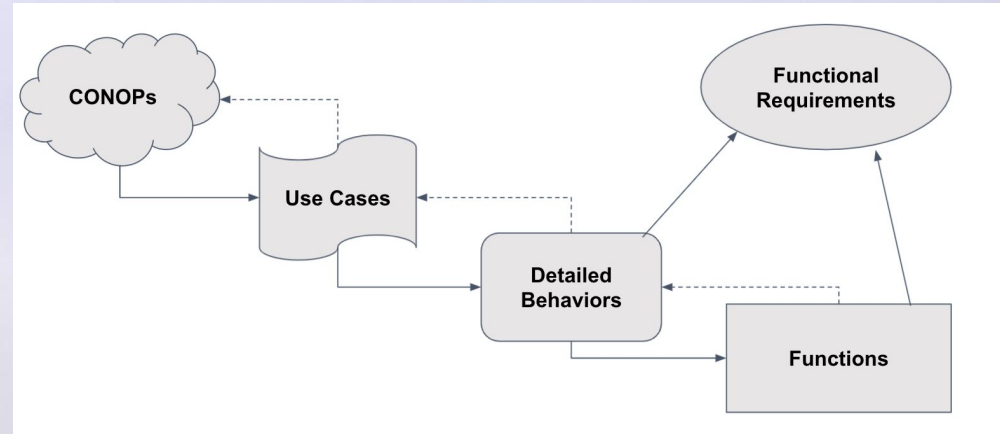 CONOPs
Functional
Requirements
Use Cases
Detailed
Behaviors
Functions